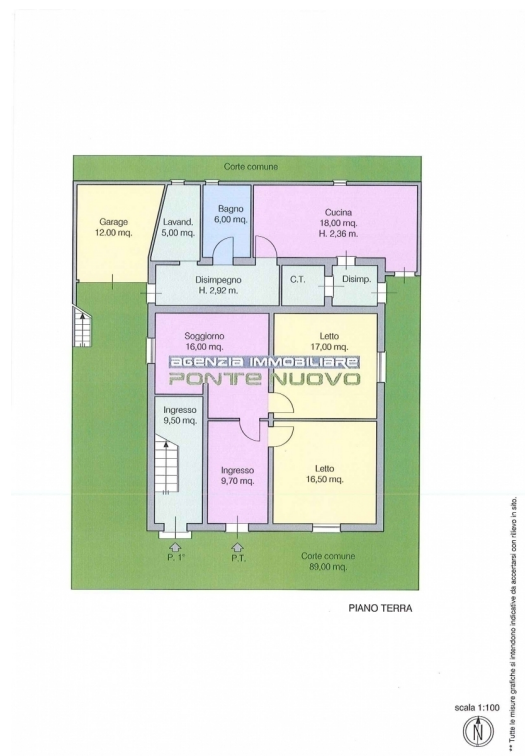 Corte comune
Garage
12.00 mq.
Lavand.
5,00 mq.
Bagno
6,00 mq.
Cucina
18,00 mq.
H. 2,36 m.
Disimpegno
H. 2,92 m.
C.T.
Disimp.
Soggiorno
16,00 mq.
Letto
17,00 mq.
AGENZIA IMMOBILIARE
PONTE NUOVO
Ingresso
9,50 mq.
Ingresso
9,70 mq.
Letto
16,50 mq.
P. 1°
P.T.
Corte comune
89,00 mq.
PIANO TERRA
scala 1:100
N
** Tutte le misure grafiche si intendono indicative da accertarsi con rilievo in sito.